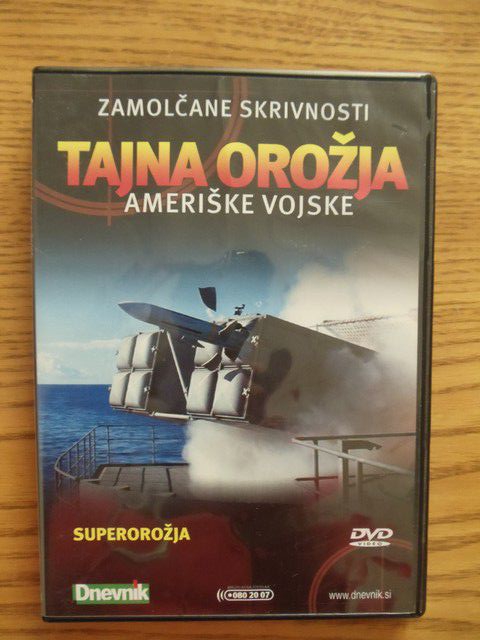 ZAMOLČANE SKRIVNOSTI
TAJNA OROŽJA
AMERIŠKE VOJSKE
SUPEROROŽJA
DVD
VIDEO
Dnevnik
080 20 07
www.dnevnik.si